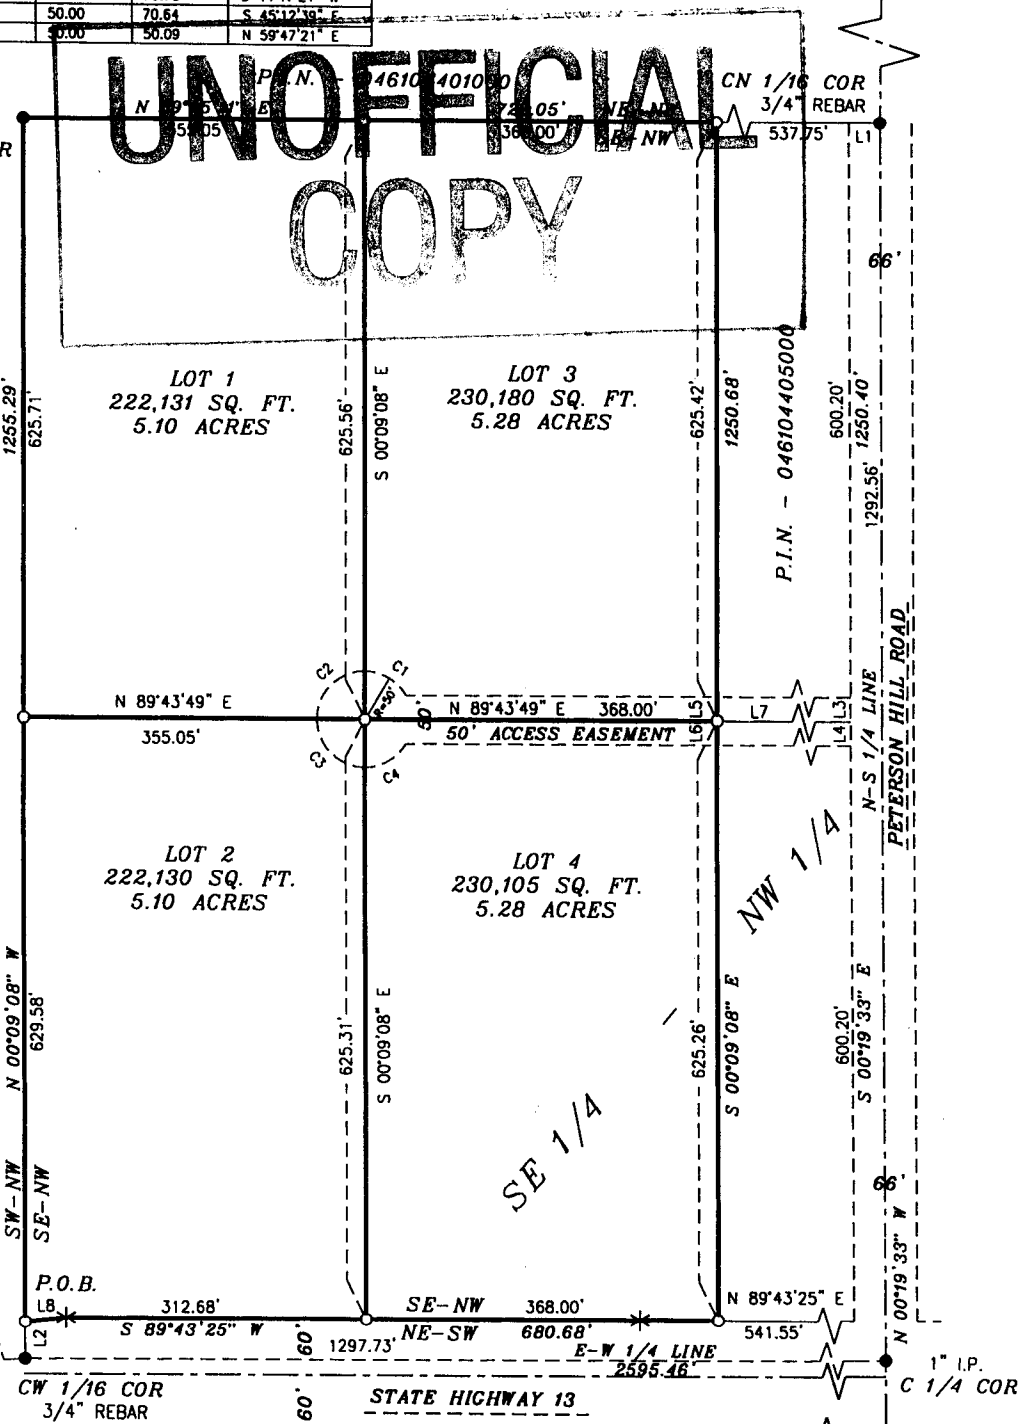 50.00 70.64 S 45°12'39" E
50.00 50.09 N 59°47'21" E
UNOFFICIAL
COPY
CN 1/16 COR
3/4" REBAR
537.75'
L1
66'
LOT 1
222,131 SQ. FT.
5.10 ACRES
LOT 3
230,180 SQ. FT.
5.28 ACRES
1255.29'
625.71'
625.56'
S 00°09'08" E
625.42'
1250.68'
P.I.N. - 046104405000
600.20'
1250.40'
1292.56'
C2
C1
R=50'
C3
C4
N 89°43'49" E
355.05'
50'
N 89°43'49" E 368.00'
50' ACCESS EASEMENT
L5
L6
L7
L3
L4
N-S 1/4 LINE
PETERSON HILL ROAD
LOT 2
222,130 SQ. FT.
5.10 ACRES
LOT 4
230,105 SQ. FT.
5.28 ACRES
NW 1/4
SE 1/4
N 00°09'08" W
629.58'
625.31'
S 00°09'08" E
625.26'
S 00°09'08" E
600.20'
S 00°19'33" E
66'
N 00°19'33" W
SW-NW
SE-NW
P.O.B.
L8
L2
312.68'
S 89°43'25" W
SE-NW 368.00'
NE-SW 680.68'
N 89°43'25" E
541.55'
60'
1297.73'
E-W 1/4 LINE
2595.46'
1" I.P.
C 1/4 COR
CW 1/16 COR
3/4" REBAR
60'
STATE HIGHWAY 13